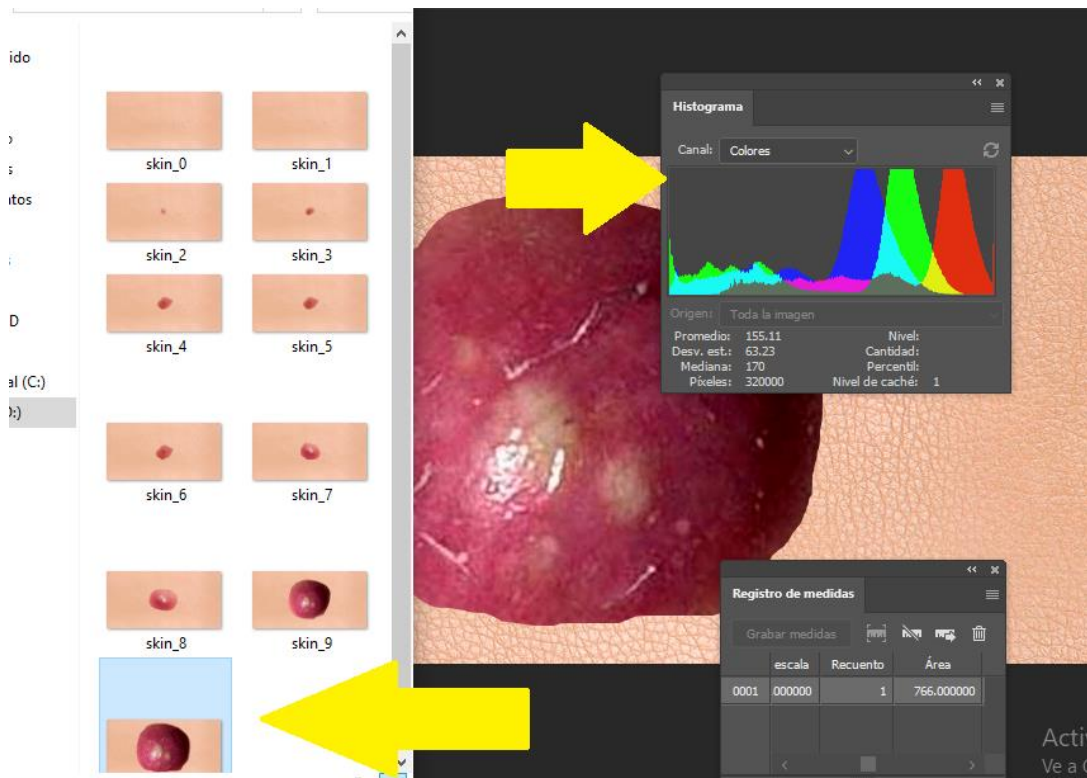 ido
skin_0
skin_1
tos
skin_2
skin_3
skin_4
skin_5
D
al (C:)
skin_6
skin_7
skin_8
skin_9
Histograma
Canal: Colores
Origen: Toda la imagen
Promedio: 155.11
Nivel:
Desv. est.: 63.23
Cantidad:
Mediana: 170
Percentil:
Píxeles: 320000
Nivel de caché: 1
Registro de medidas
Grabar medidas
escala Recuento Área
0001 000000 1 766.000000
Acti
Ve a